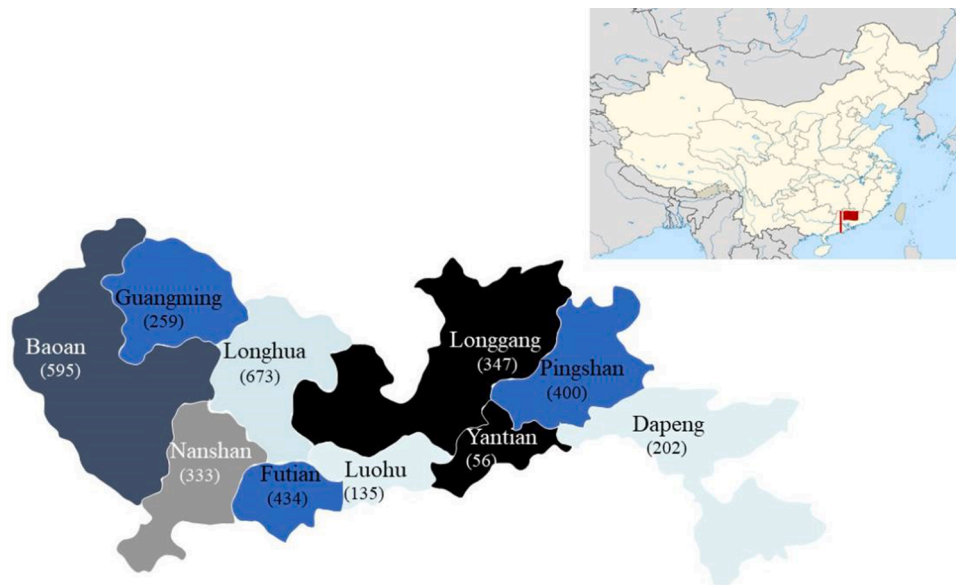 Guangming
(259)
Baoan
(595)
Longhua
(673)
Longgang
(347)
Pingshan
(400)
Nanshan
(333)
Futian
(434)
Luohu
(135)
Yantian
(56)
Dapeng
(202)